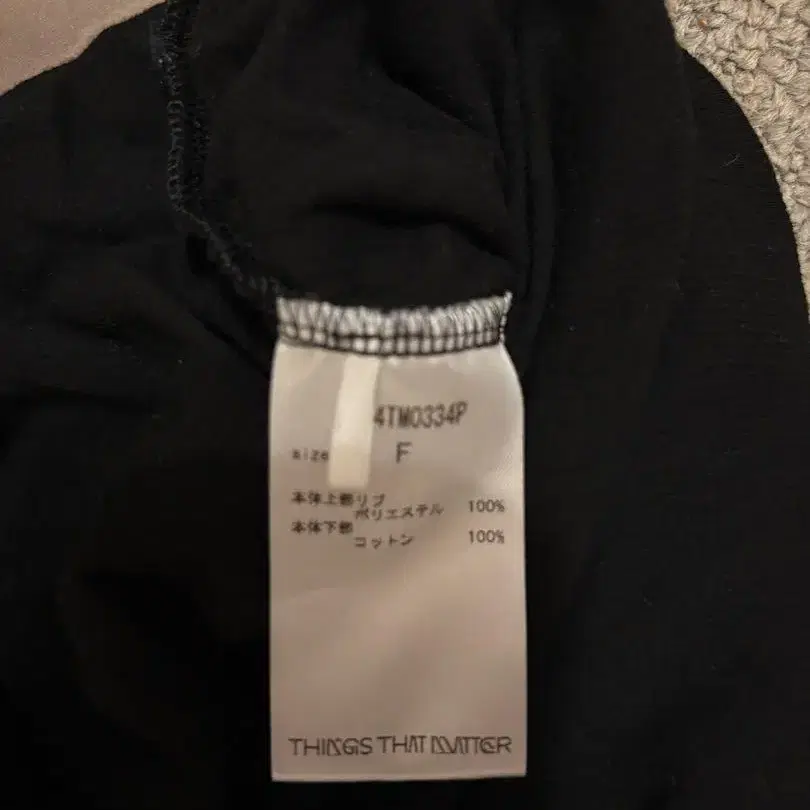 4TM0334P
size F
本体上部リブ
ポリエステル 100%
本体下部
コットン 100%
THINGS THAT MATTER